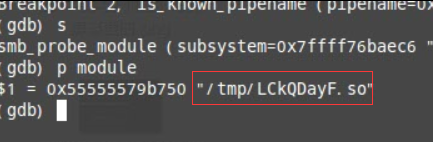 Breakpoint 2, is_known_pipename (pipename=0x
(gdb) s
smb_probe_module (subsystem=0x7ffff76baec6 "
(gdb) p module
$1 = 0x55555579b750 "/tmp/LCkQDayF.so"
(gdb)